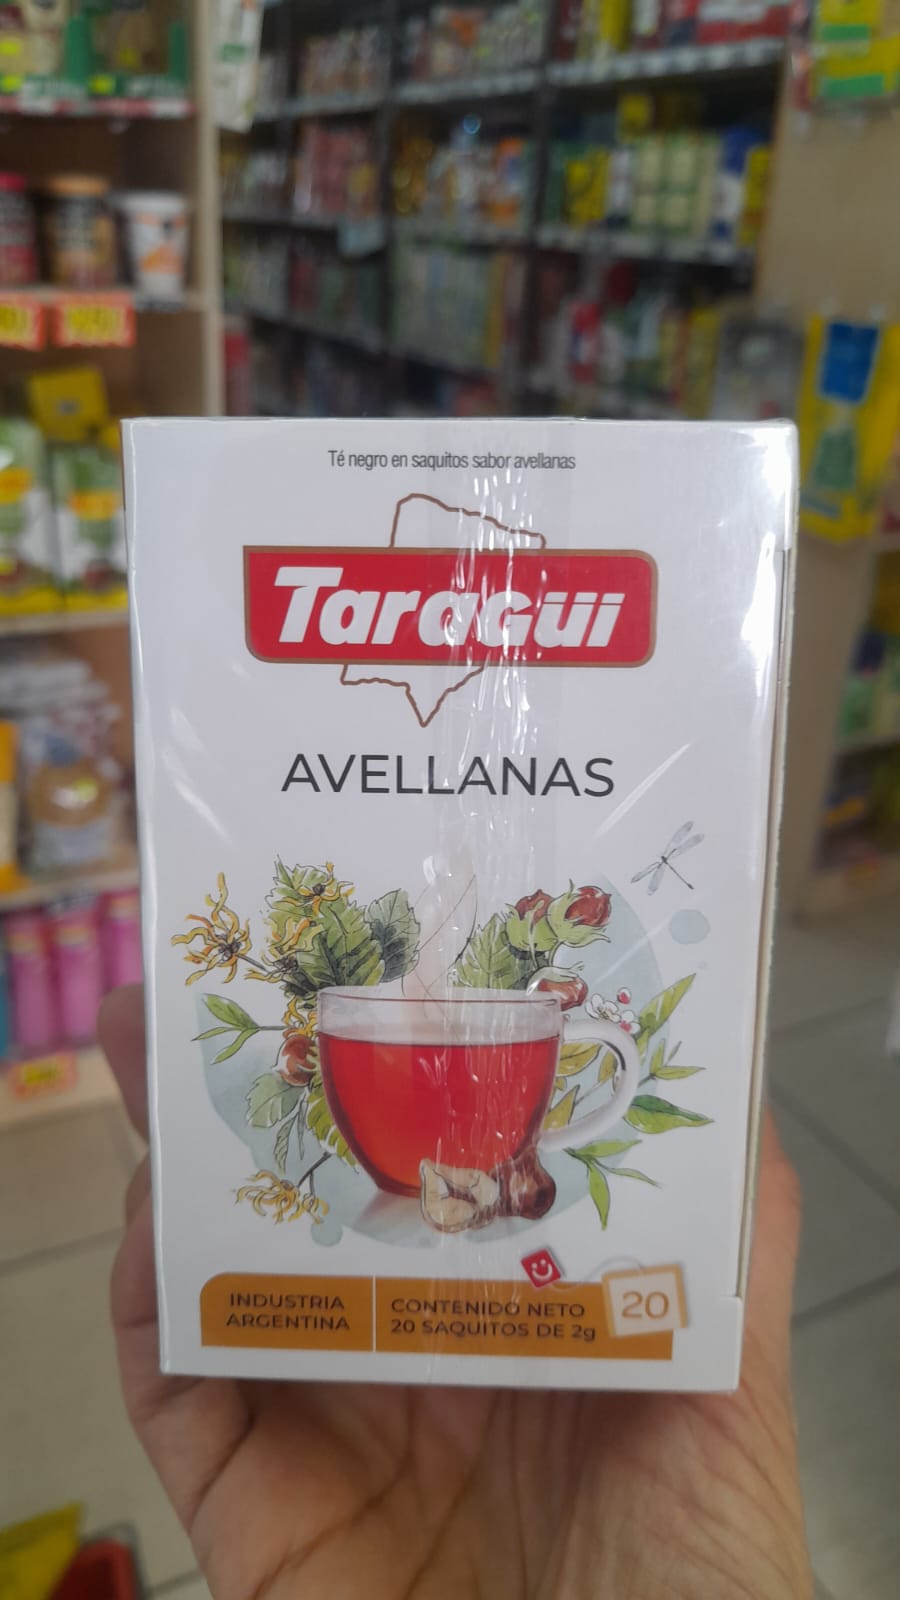 Té negro en saquitos sabor avellanas
Taragüi
AVELLANAS
INDUSTRIA
ARGENTINA
CONTENIDO NETO
20 SAQUITOS DE 2g
20